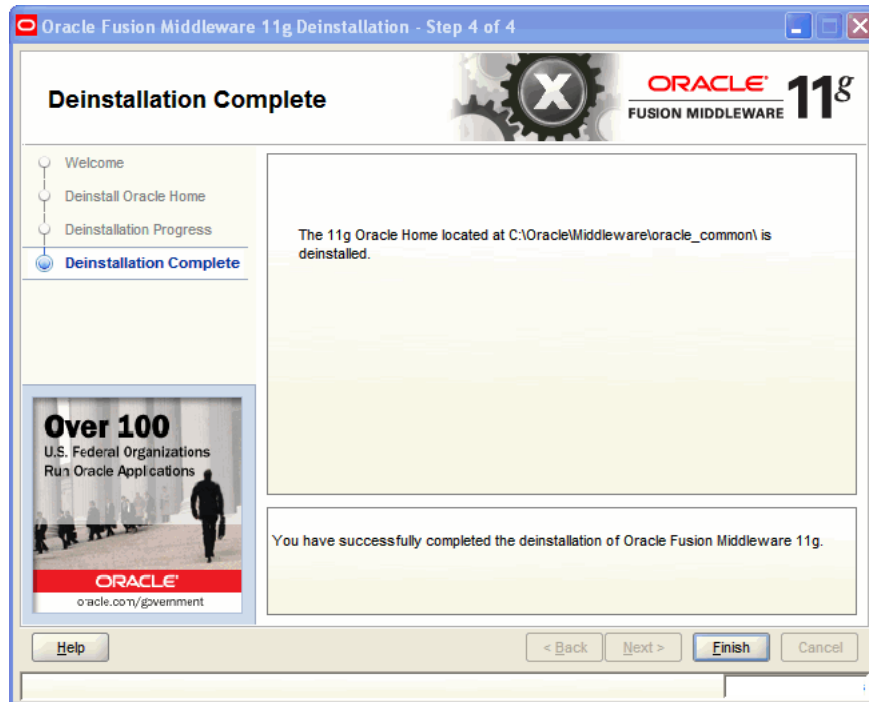 Oracle Fusion Middleware 11g Deinstallation - Step 4 of 4
Deinstallation Complete
ORACLE'
FUSION MIDDLEWARE
11g
Welcome
Deinstall Oracle Home
Deinstallation Progress
Deinstallation Complete
The 11g Oracle Home located at C:\Oracle\Middleware\oracle_common\ is
deinstalled.
Over 100
U.S. Federal Organizations
Run Oracle Applications
ORACLE'
oracle.com/government
You have successfully completed the deinstallation of Oracle Fusion Middleware 11g.
Help
< Back
Next >
Finish
Cancel